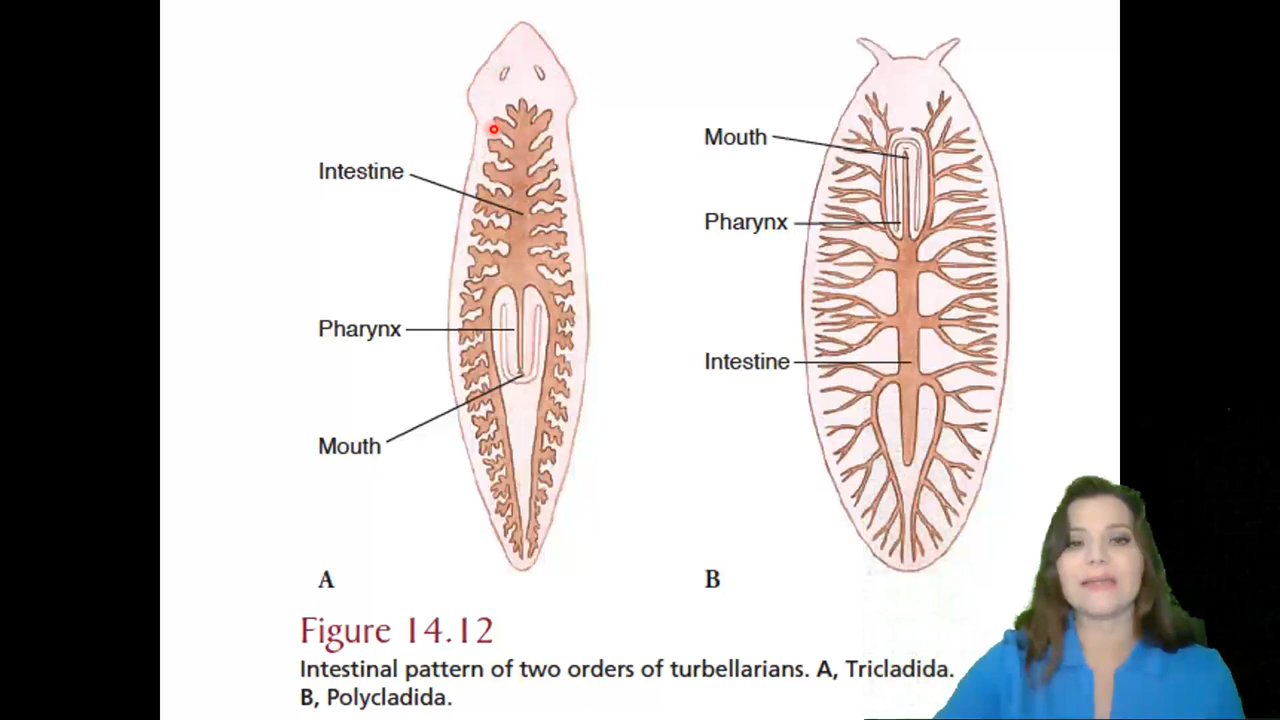 Intestine
Pharynx
Mouth
A
Mouth
Pharynx
Intestine
B
Figure 14.12
Intestinal pattern of two orders of turbellarians. A, Tricladida.
B, Polycladida.